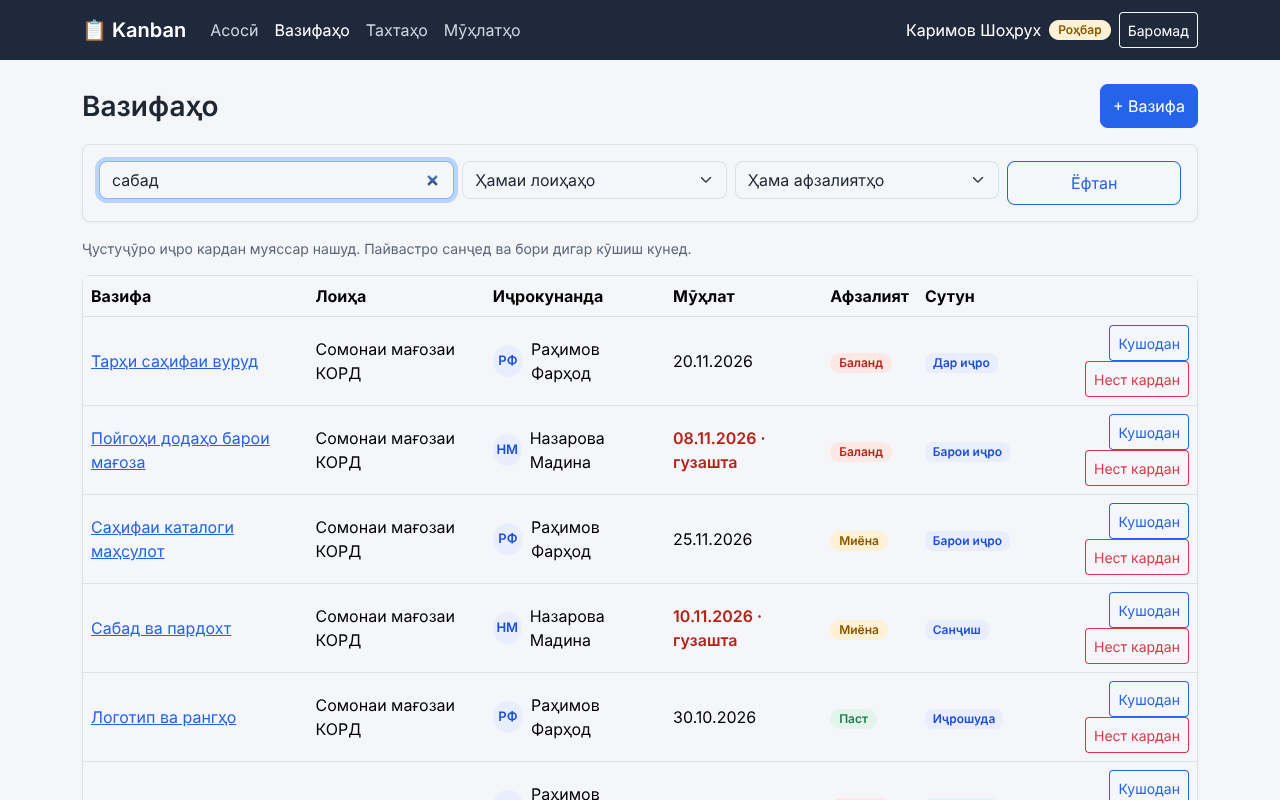 📋 Kanban Асосӣ Вазифаҳо Тахтаҳо Мӯҳлатҳо Каримов Шоҳрух Роҳбар Баромад
Вазифаҳо
+ Вазифа
сабад Ҳамаи лоиҳаҳо Ҳама афзалиятҳо Ёфтан
Ҷустуҷӯро иҷро кардан муяссар нашуд. Пайвастро санҷед ва бори дигар кӯшиш кунед.
Вазифа Лоиҳа Иҷрокунанда Мӯҳлат Афзалият Сутун
Тарҳи саҳифаи вуруд
Сомонаи мағозаи
КОРД
РФ
Раҳимов
Фарҳод
20.11.2026
Баланд
Дар иҷро
Кушодан
Нест кардан
Пойгоҳи додаҳо барои
мағоза
Сомонаи мағозаи
КОРД
НМ
Назарова
Мадина
08.11.2026 ·
гузашта
Баланд
Барои иҷро
Кушодан
Нест кардан
Саҳифаи каталоги
маҳсулот
Сомонаи мағозаи
КОРД
РФ
Раҳимов
Фарҳод
25.11.2026
Миёна
Барои иҷро
Кушодан
Нест кардан
Сабад ва пардохт
Сомонаи мағозаи
КОРД
НМ
Назарова
Мадина
10.11.2026 ·
гузашта
Миёна
Санҷиш
Кушодан
Нест кардан
Логотип ва рангҳо
Сомонаи мағозаи
КОРД
РФ
Раҳимов
Фарҳод
30.10.2026
Паст
Иҷрошуда
Кушодан
Нест кардан
Раҳимов
Кушодан